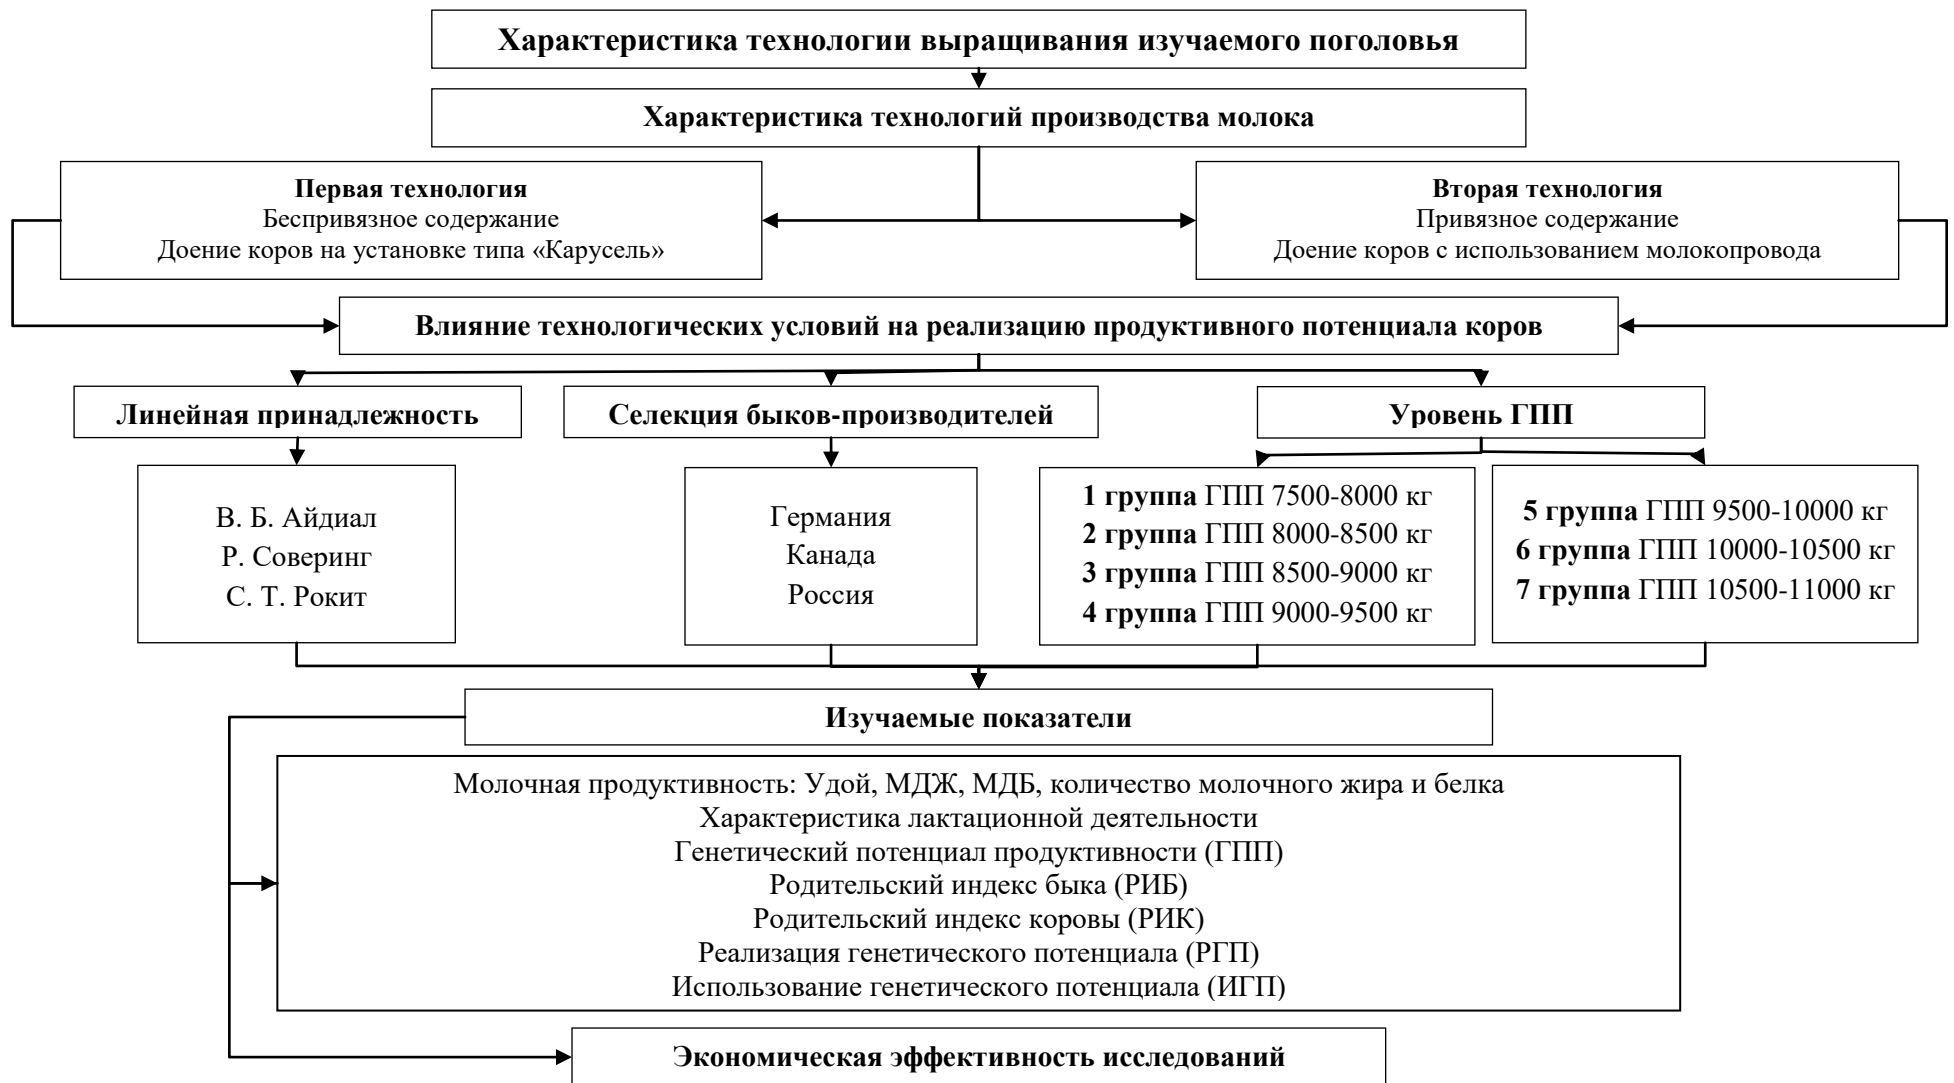 Характеристика технологии выращивания изучаемого поголовья
Характеристика технологий производства молока
Первая технология
Беспривязное содержание
Доение коров на установке типа «Карусель»
Вторая технология
Привязное содержание
Доение коров с использованием молокопровода
Влияние технологических условий на реализацию продуктивного потенциала коров
Линейная принадлежность
Селекция быков-производителей
Уровень ГПП
В. Б. Айдиал
Р. Соверинг
С. Т. Рокит
Германия
Канада
Россия
1 группа ГПП 7500-8000 кг
2 группа ГПП 8000-8500 кг
3 группа ГПП 8500-9000 кг
4 группа ГПП 9000-9500 кг
5 группа ГПП 9500-10000 кг
6 группа ГПП 10000-10500 кг
7 группа ГПП 10500-11000 кг
Изучаемые показатели
Молочная продуктивность: Удой, МДЖ, МДБ, количество молочного жира и белка
Характеристика лактационной деятельности
Генетический потенциал продуктивности (ГПП)
Родительский индекс быка (РИБ)
Родительский индекс коровы (РИК)
Реализация генетического потенциала (РГП)
Использование генетического потенциала (ИГП)
Экономическая эффективность исследований